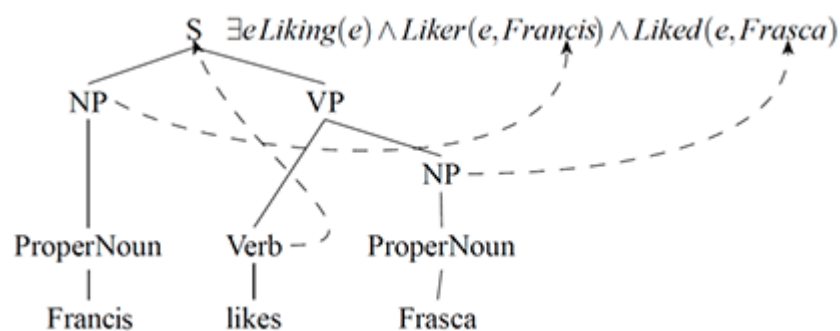 S ∃e Liking(e) ∧ Liker(e, Francis) ∧ Liked(e, Frasca)
NP VP
NP
ProperNoun Verb ProperNoun
Francis likes Frasca